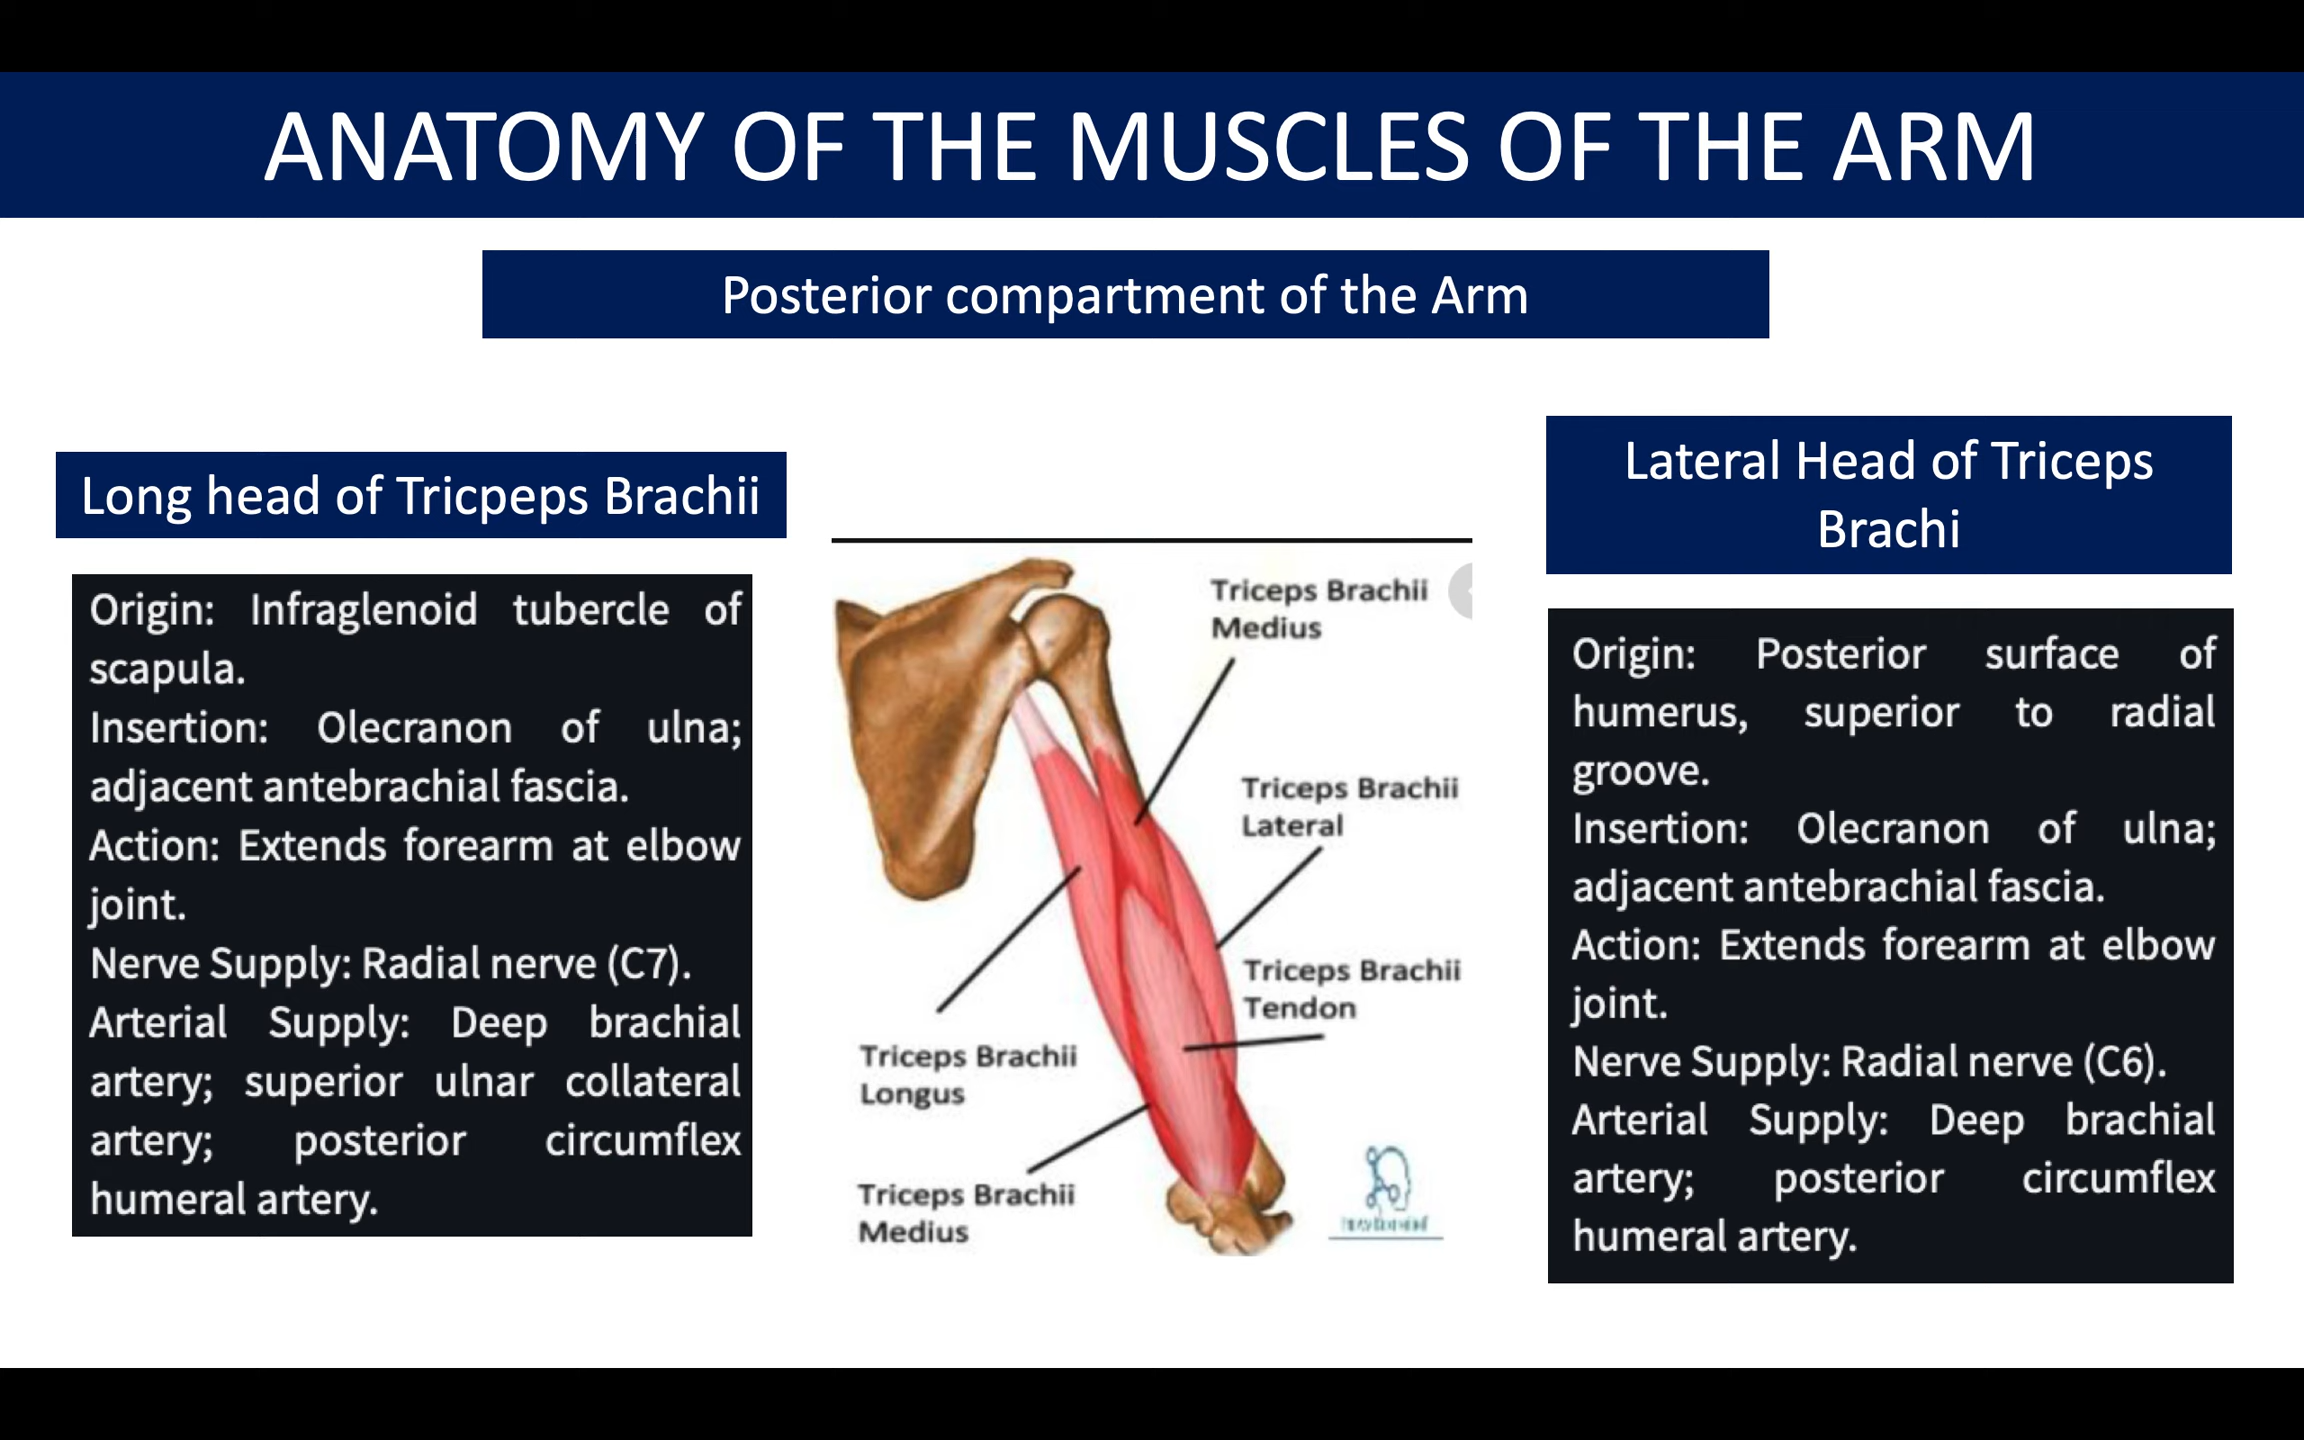 ANATOMY OF THE MUSCLES OF THE ARM
Posterior compartment of the Arm
Long head of Tricpeps Brachii
Origin: Infraglenoid tubercle of
scapula.
Insertion: Olecranon of ulna;
adjacent antebrachial fascia.
Action: Extends forearm at elbow
joint.
Nerve Supply: Radial nerve (C7).
Arterial Supply: Deep brachial
artery; superior ulnar collateral
artery; posterior circumflex
humeral artery.
Triceps Brachii
Medius
Triceps Brachii
Lateral
Triceps Brachii
Tendon
Triceps Brachii
Longus
Triceps Brachii
Medius
Lateral Head of Triceps
Brachi
Origin: Posterior surface of
humerus, superior to radial
groove.
Insertion: Olecranon of ulna;
adjacent antebrachial fascia.
Action: Extends forearm at elbow
joint.
Nerve Supply: Radial nerve (C6).
Arterial Supply: Deep brachial
artery; posterior circumflex
humeral artery.